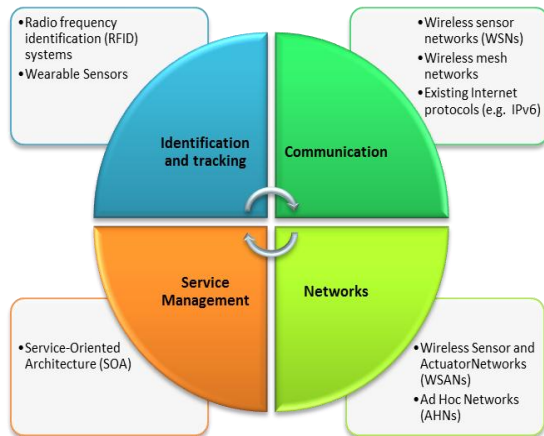 •Radio frequency
identification (RFID)
systems
•Wearable Sensors
•Wireless sensor
networks (WSNs)
•Wireless mesh
networks
•Existing Internet
protocols (e.g. IPv6)
Identification
and tracking
Communication
Service
Management
Networks
•Service-Oriented
Architecture (SOA)
•Wireless Sensor and
ActuatorNetworks
(WSANs)
•Ad Hoc Networks
(AHNs)